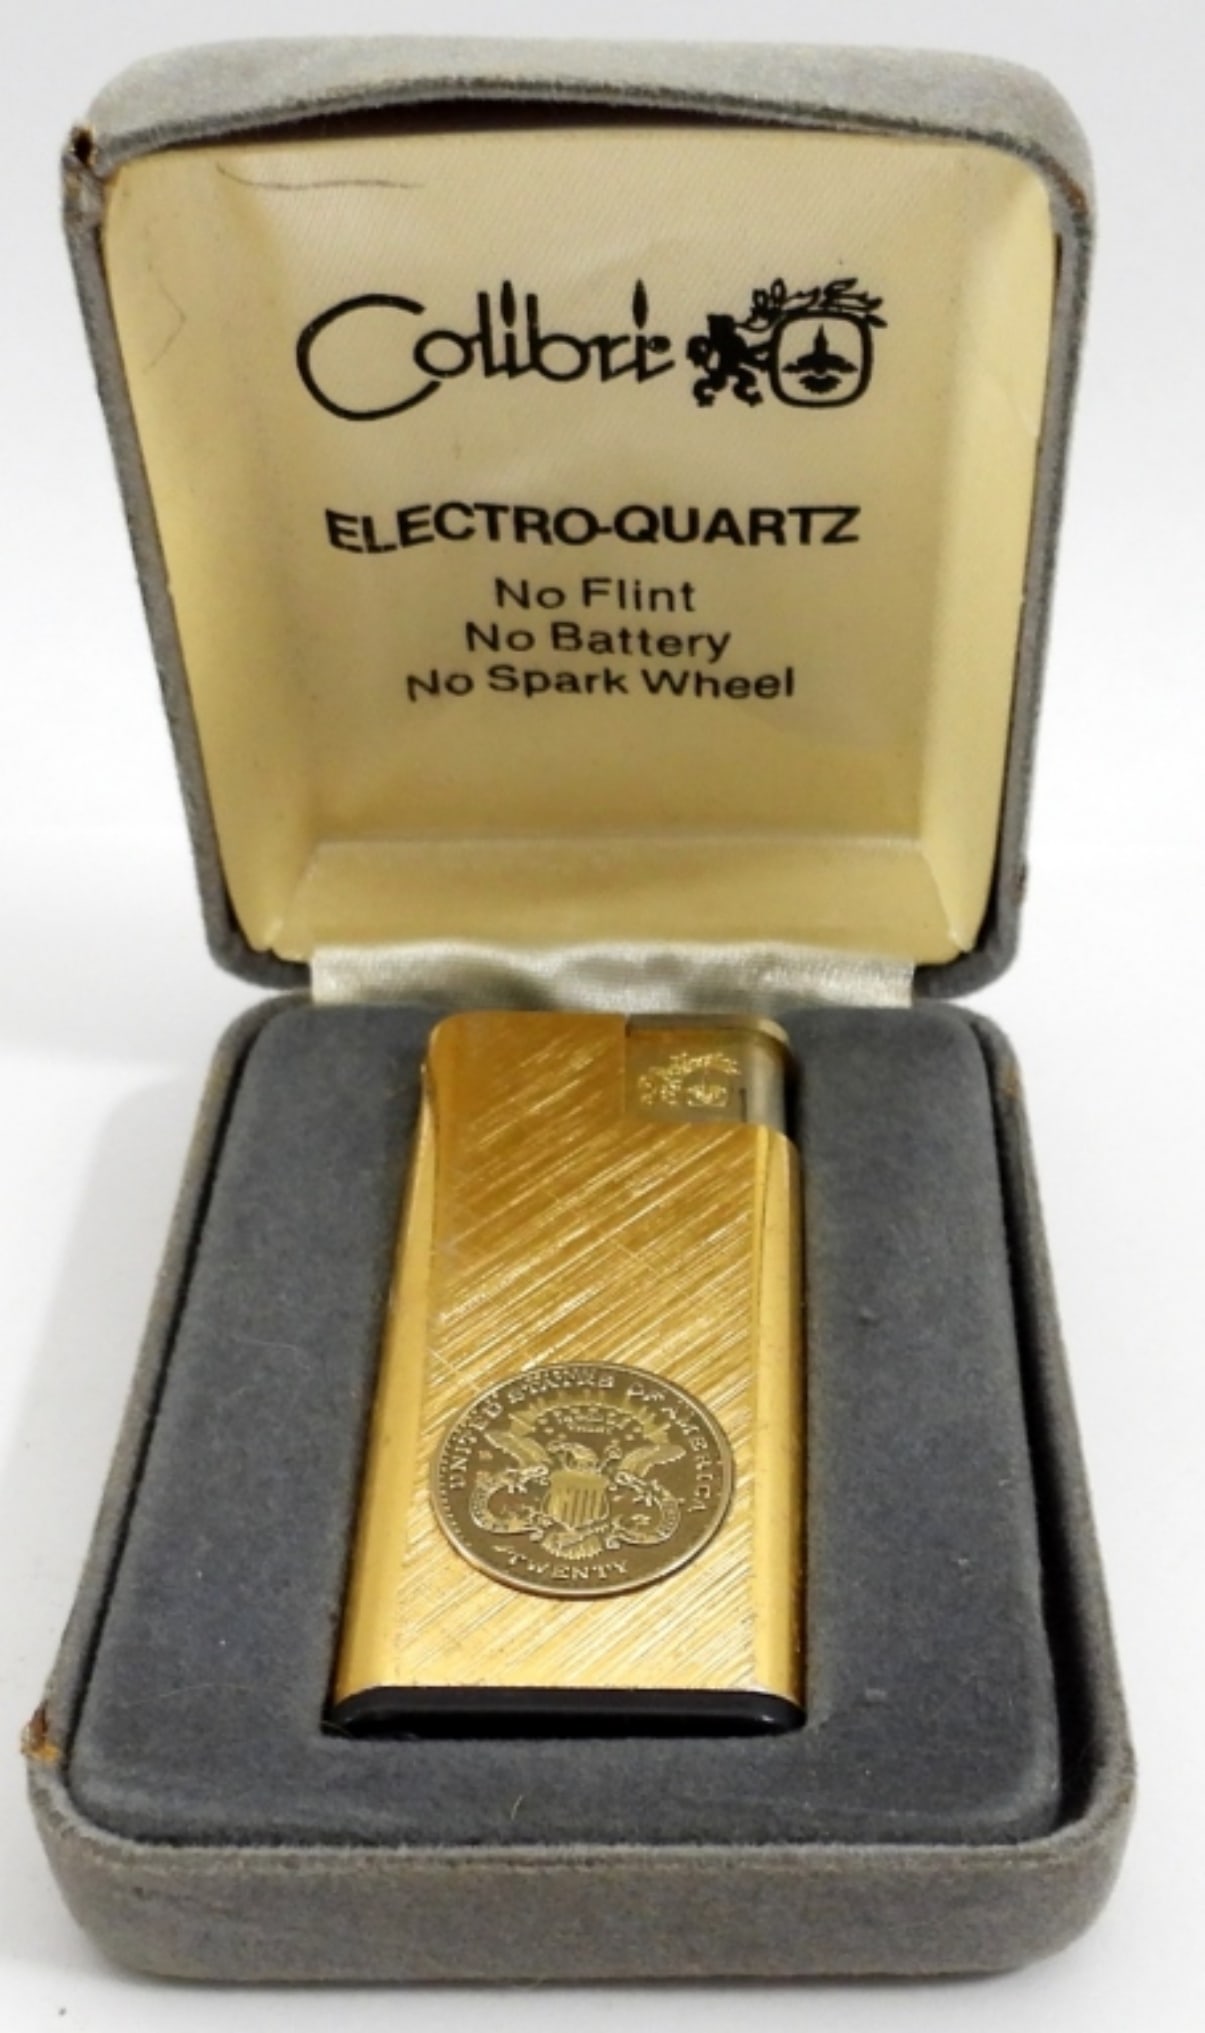 Colibri
ELECTRO-QUARTZ
No Flint
No Battery
No Spark Wheel
UNITED STATES OF AMERICA
TWENTY